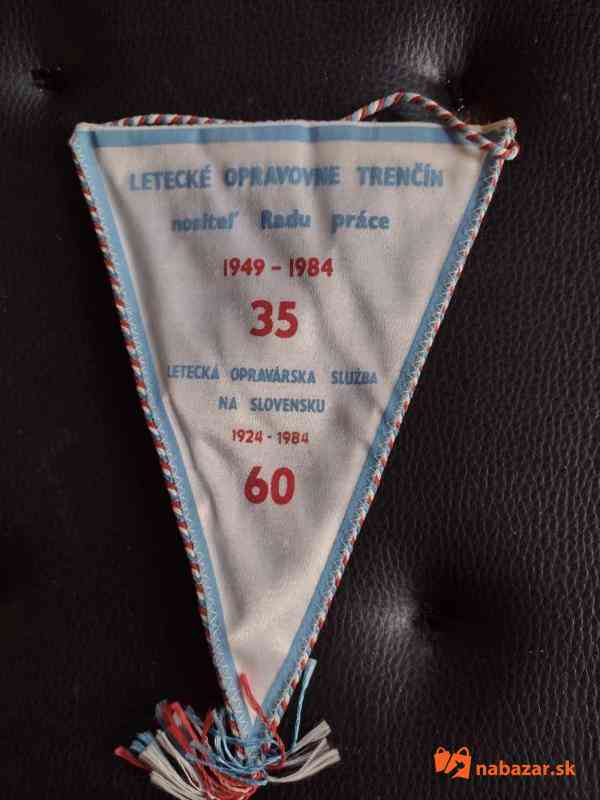 LETECKÉ OPRAVOVNE TRENČÍN
nositeľ Radu práce
1949 - 1984
35
LETECKÁ OPRAVÁRSKA SLUŽBA
NA SLOVENSKU
1924 - 1984
60
nabazar.sk